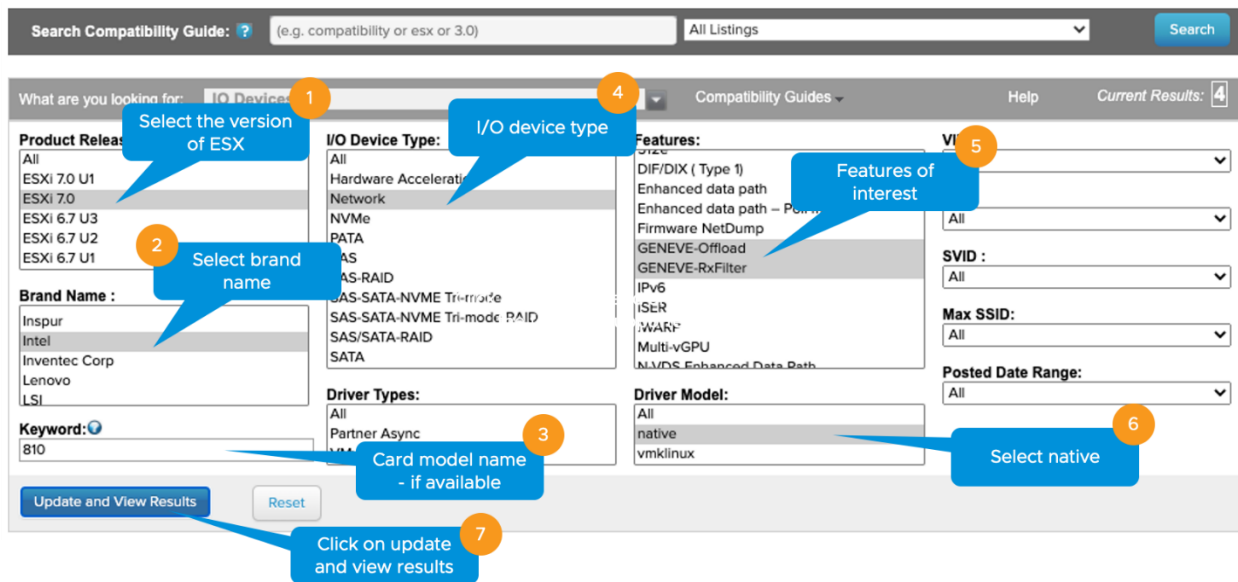 Search Compatibility Guide: ?
(e.g. compatibility or esx or 3.0)
All Listings
Search
What are you looking for:
IO Devices
Compatibility Guides
Help
Current Results: 4
1
Select the version
of ESX
4
I/O device type
5
Features of
interest
Product Releas
All
ESXi 7.0 U1
ESXi 7.0
ESXi 6.7 U3
ESXi 6.7 U2
ESXi 6.7 U1
2
Select brand
name
Brand Name :
Inspur
Intel
Inventec Corp
Lenovo
LSI
Keyword:
810
I/O Device Type:
All
Hardware Acceleratio
Network
NVMe
PATA
SAS-RAID
SAS-SATA-NVME Tri-mode
SAS-SATA-NVME Tri-mode RAID
SAS/SATA-RAID
SATA
Driver Types:
All
Partner Async
3
Card model name
- if available
Features:
DIF/DIX ( Type 1)
Enhanced data path
Enhanced data path –
Firmware NetDump
GENEVE-Offload
GENEVE-RxFilter
IPv6
iSER
iWARP
Multi-vGPU
N-VDS Enhanced Data Path
Driver Model:
All
native
vmklinux
6
Select native
All
SVID :
All
Max SSID:
All
Posted Date Range:
All
Update and View Results
Reset
7
Click on update
and view results